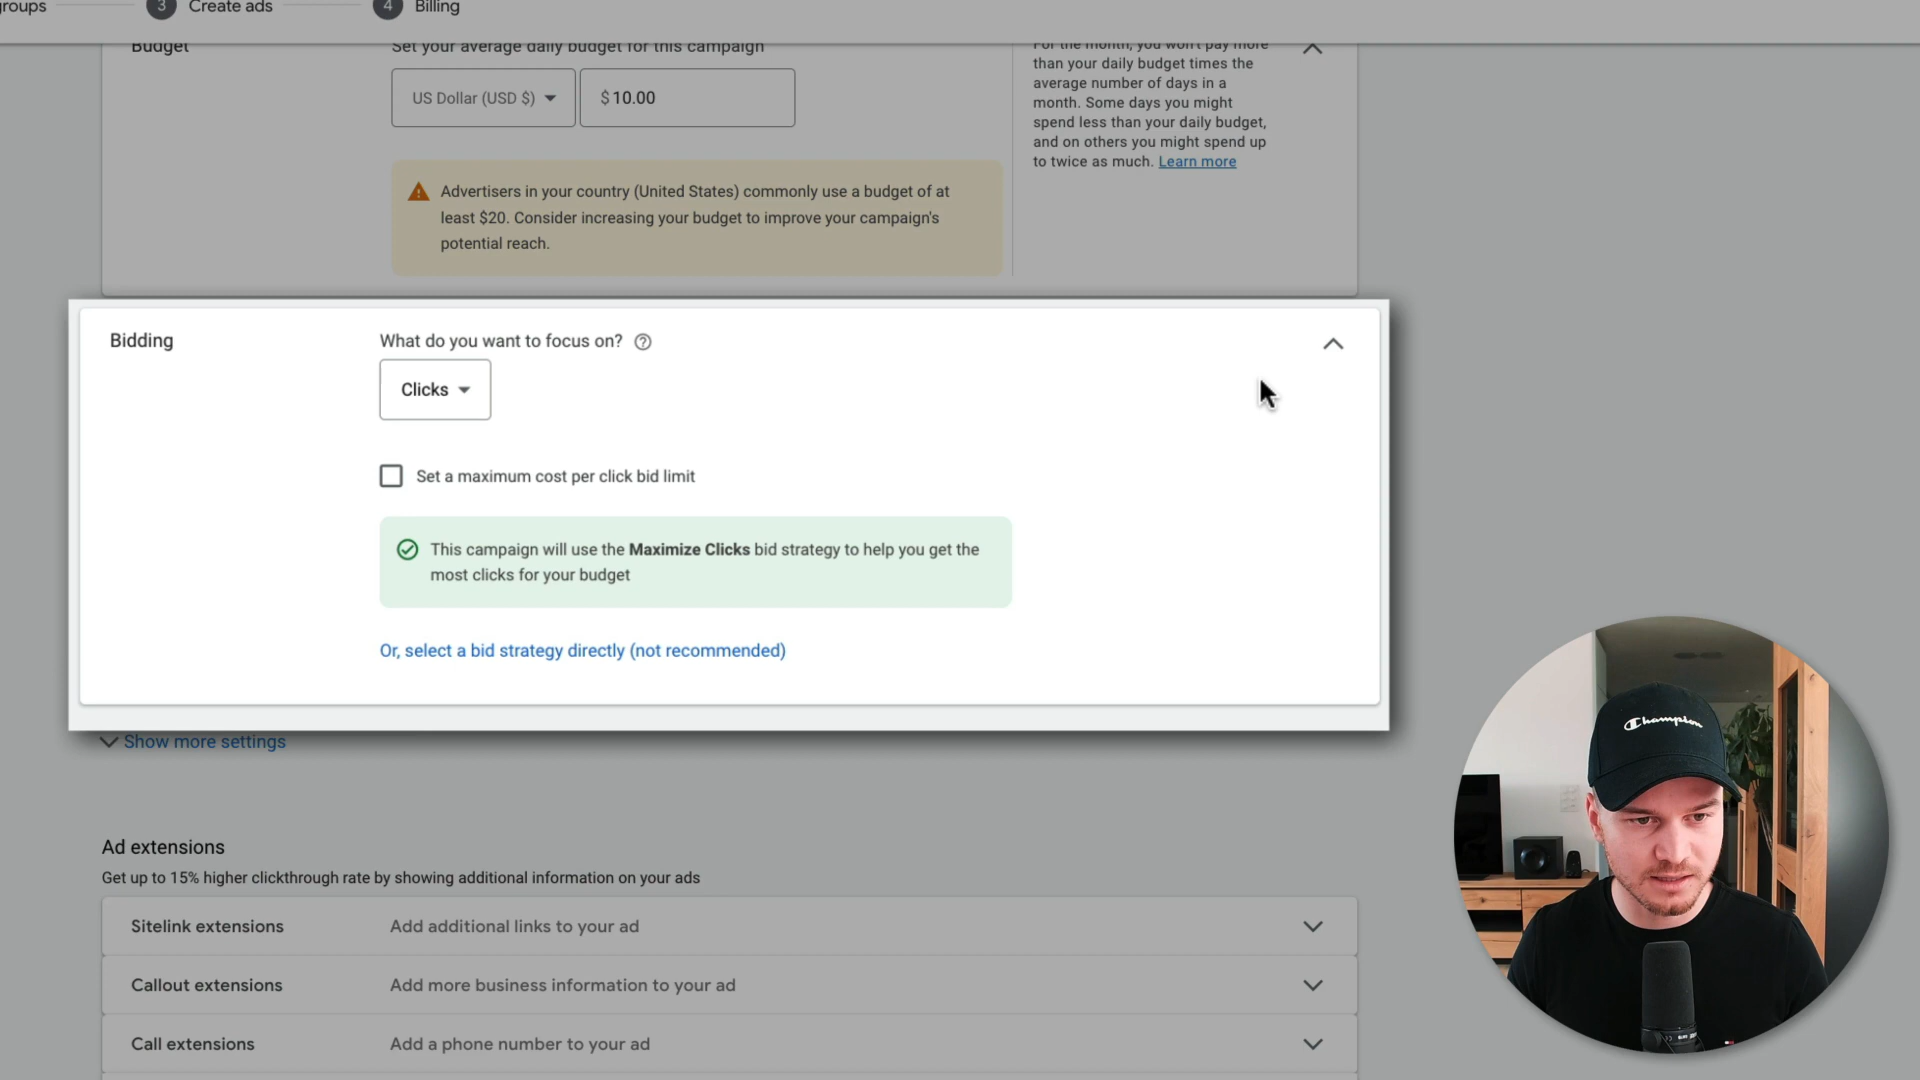 groups
3 Create ads
4 Billing
Budget
Set your average daily budget for this campaign
US Dollar (USD $)
$ 10.00
For the month, you won't pay more
than your daily budget times the
average number of days in a
month. Some days you might
spend less than your daily budget,
and on others you might spend up
to twice as much. Learn more
Advertisers in your country (United States) commonly use a budget of at
least $20. Consider increasing your budget to improve your campaign's
potential reach.
Bidding
What do you want to focus on?
Clicks
Set a maximum cost per click bid limit
This campaign will use the Maximize Clicks bid strategy to help you get the
most clicks for your budget
Or, select a bid strategy directly (not recommended)
Show more settings
Ad extensions
Get up to 15% higher clickthrough rate by showing additional information on your ads
Sitelink extensions
Add additional links to your ad
Callout extensions
Add more business information to your ad
Call extensions
Add a phone number to your ad
Champion